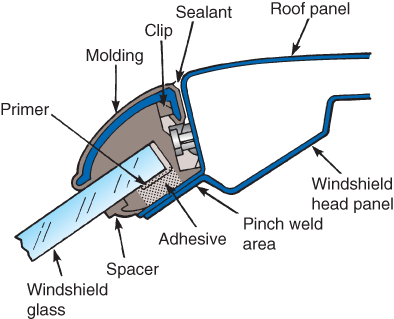 Sealant
Roof panel
Clip
Molding
Primer
Windshield
head panel
Pinch weld
area
Adhesive
Spacer
Windshield
glass